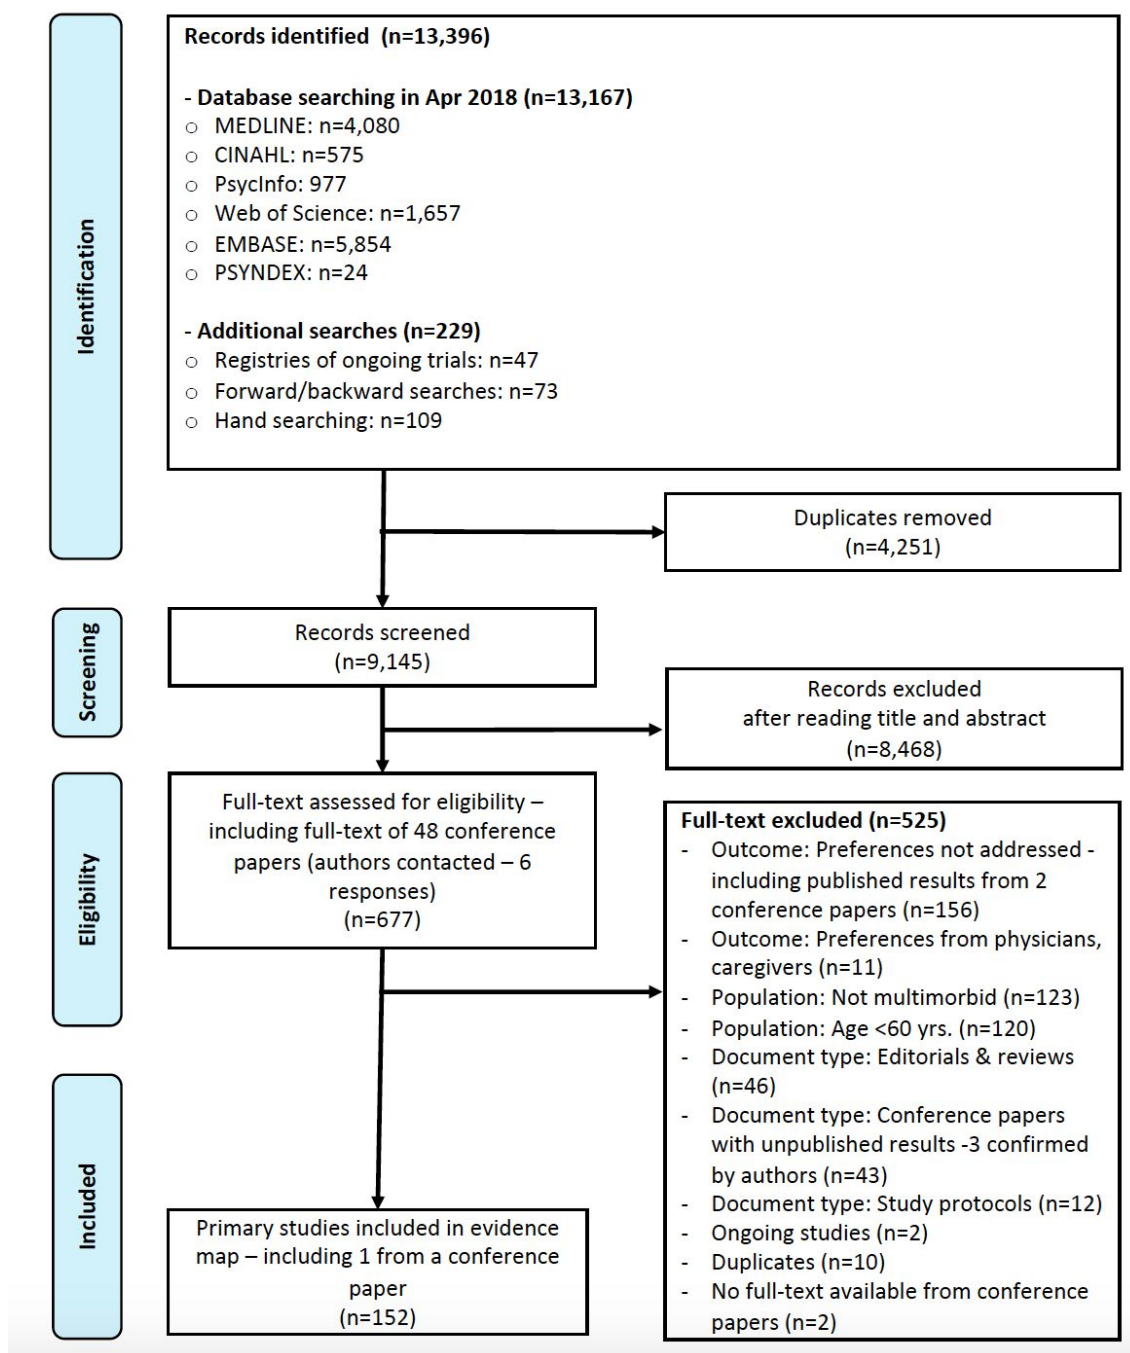 Identification
Records identified (n=13,396)
- Database searching in Apr 2018 (n=13,167)
○ MEDLINE: n=4,080
○ CINAHL: n=575
○ PsycInfo: 977
○ Web of Science: n=1,657
○ EMBASE: n=5,854
○ PSYNDEX: n=24
- Additional searches (n=229)
○ Registries of ongoing trials: n=47
○ Forward/backward searches: n=73
○ Hand searching: n=109
Duplicates removed
(n=4,251)
Screening
Records screened
(n=9,145)
Records excluded
after reading title and abstract
(n=8,468)
Eligibility
Full-text assessed for eligibility –
including full-text of 48 conference
papers (authors contacted – 6
responses)
(n=677)
Full-text excluded (n=525)
- Outcome: Preferences not addressed -
including published results from 2
conference papers (n=156)
- Outcome: Preferences from physicians,
caregivers (n=11)
- Population: Not multimorbid (n=123)
- Population: Age <60 yrs. (n=120)
- Document type: Editorials & reviews
(n=46)
- Document type: Conference papers
with unpublished results -3 confirmed
by authors (n=43)
- Document type: Study protocols (n=12)
- Ongoing studies (n=2)
- Duplicates (n=10)
- No full-text available from conference
papers (n=2)
Included
Primary studies included in evidence
map – including 1 from a conference
paper
(n=152)